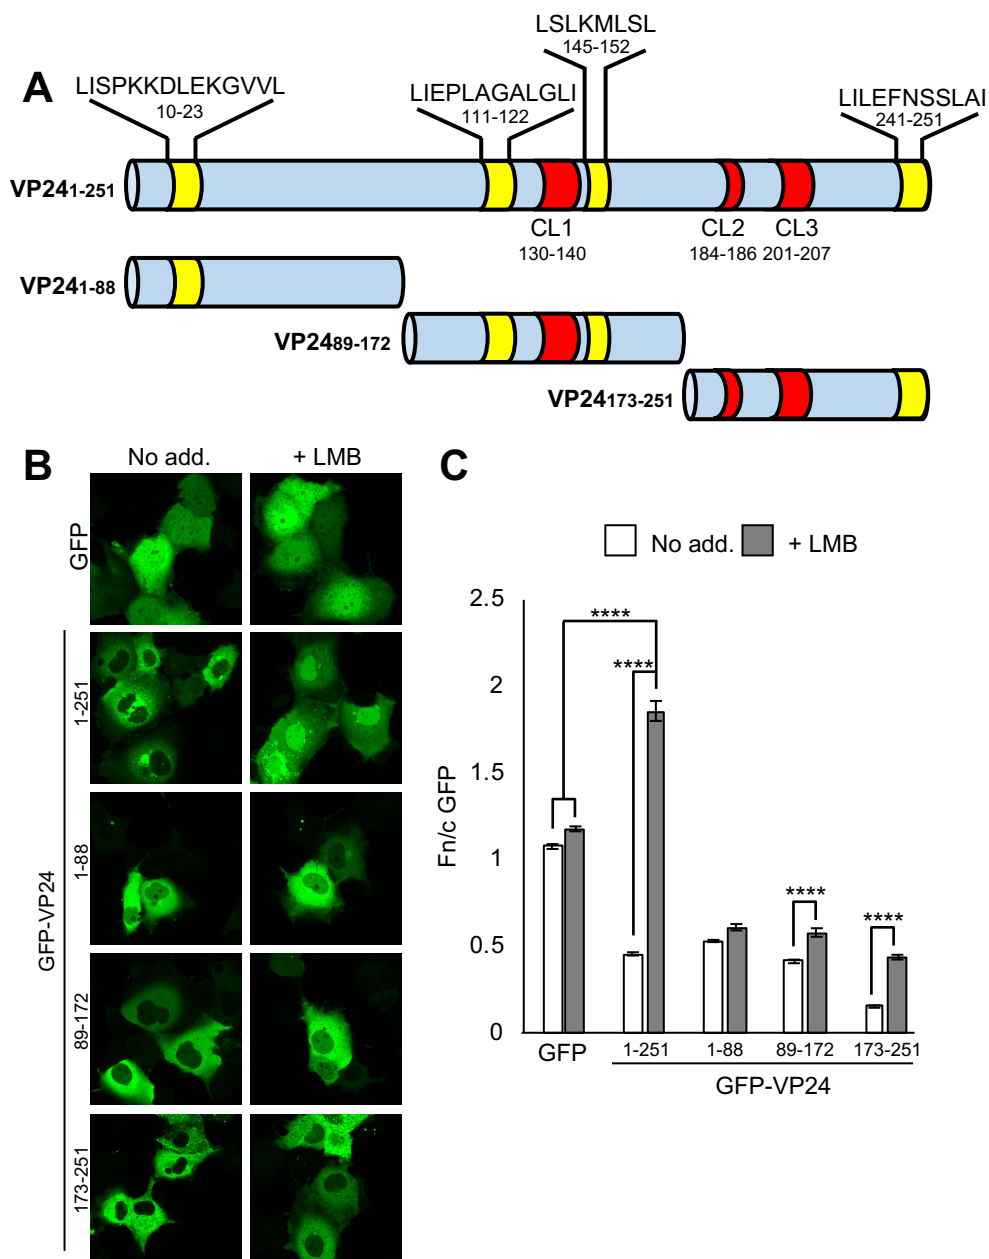 A
LSLKMLSL
145-152
LISPKKDLEKGVVL
10-23
LIEPLAGALGLI
111-122
LILEFNSSLAI
241-251
VP241-251
CL1
130-140
CL2
184-186
CL3
201-207
VP241-88
VP2489-172
VP24173-251
B
No add.
+ LMB
GFP
GFP-VP24
1-251
1-88
89-172
173-251
C
No add.
+ LMB
Fn/c GFP
2.5
2
1.5
1
0.5
0
****
****
****
****
GFP
1-251
1-88
89-172
173-251
GFP-VP24